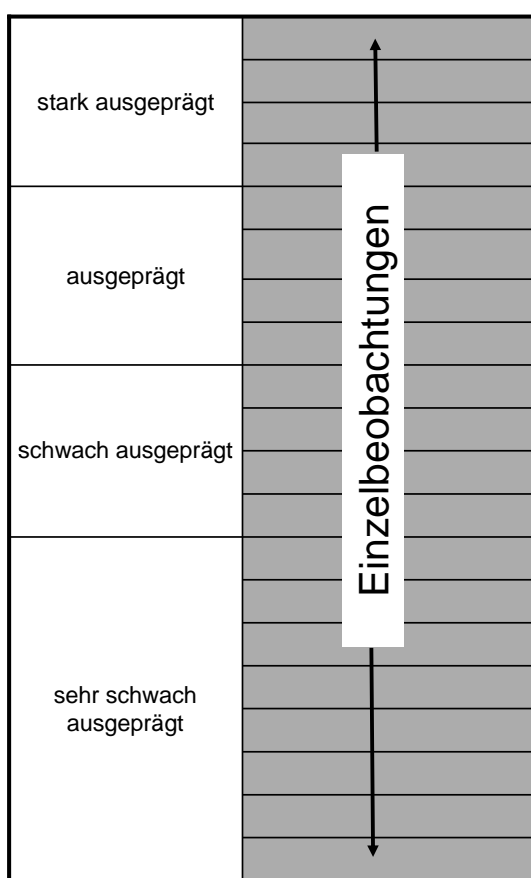 stark ausgeprägt
ausgeprägt
schwach ausgeprägt
sehr schwach
ausgeprägt
Einzelbeobachtungen